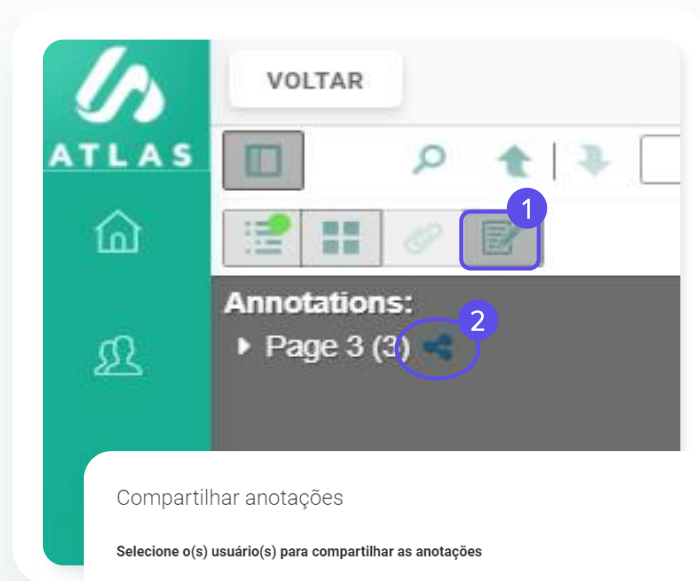 VOLTAR
ATLAS
1
Annotations:
2
Page 3 (3)
Compartilhar anotações
Selecione o(s) usuário(s) para compartilhar as anotações